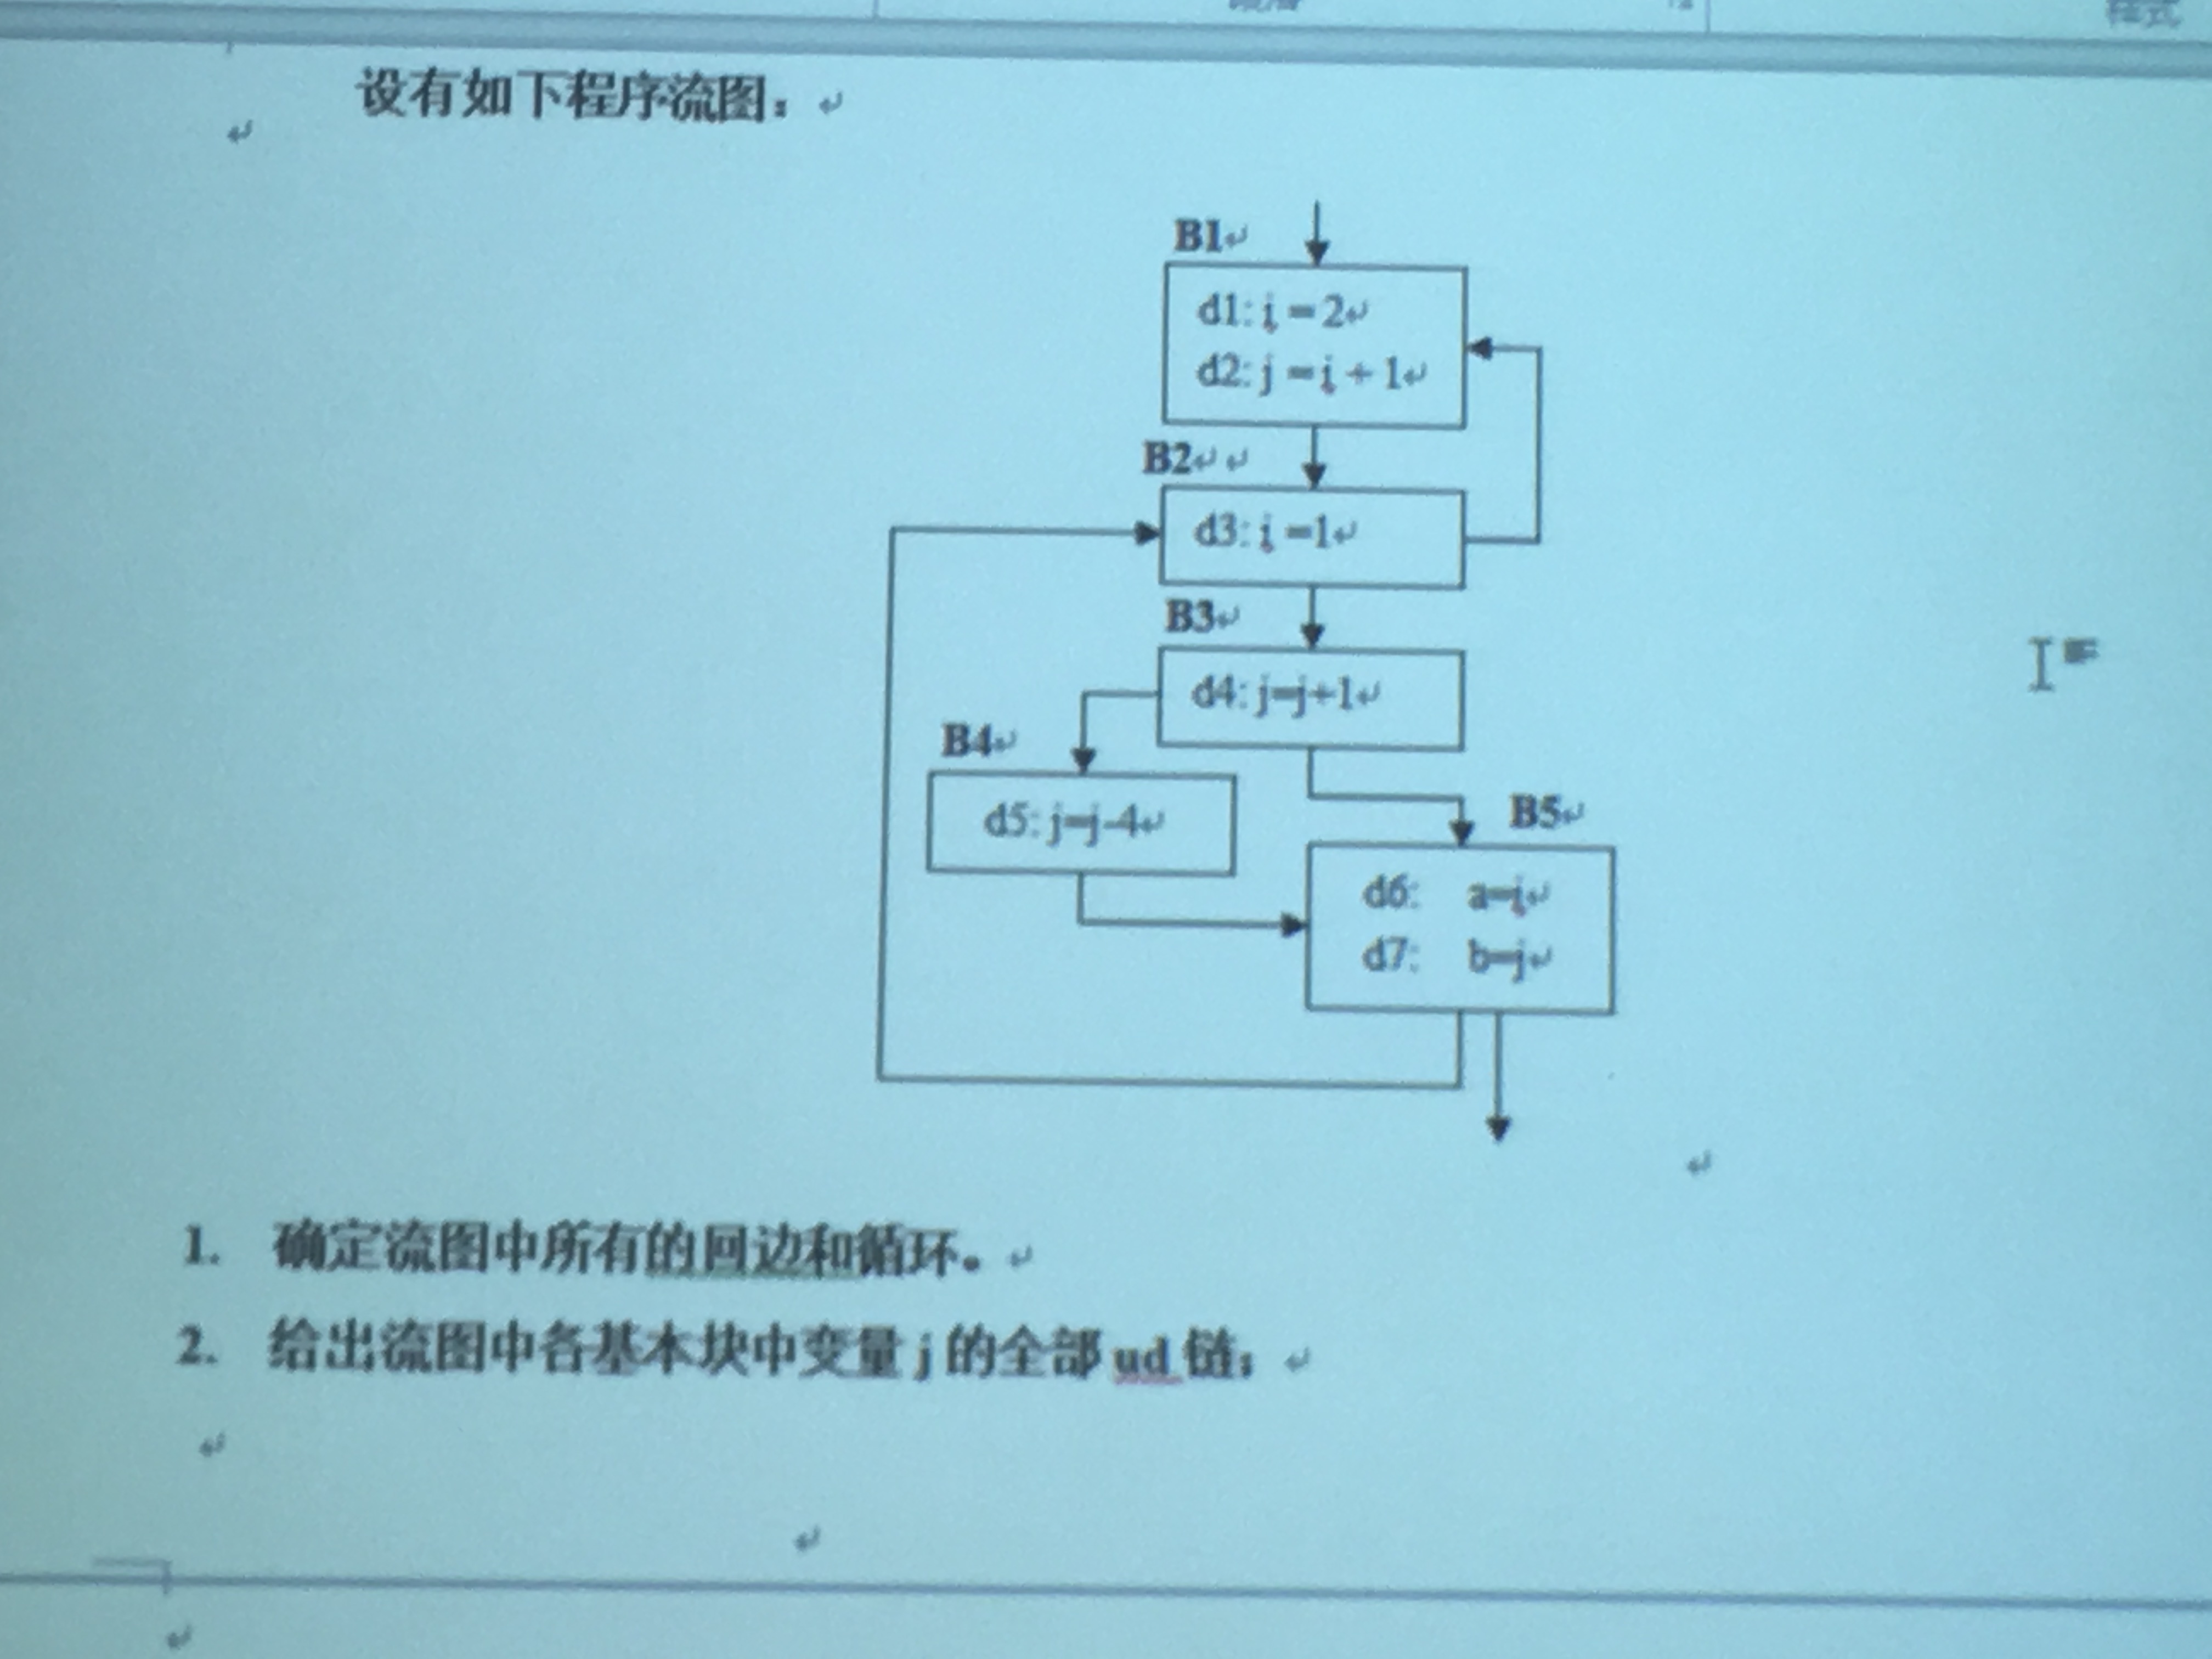 样式
设有如下程序流图：
B1
d1: i = 2
d2: j = i + 1
B2
d3: i =1
B3
d4: j=j+1
B4
d5: j=j-4
B5
d6: a=i
d7: b=j
1. 确定流图中所有的回边和循环。
2. 给出流图中各基本块中变量 j 的全部 ud 链；